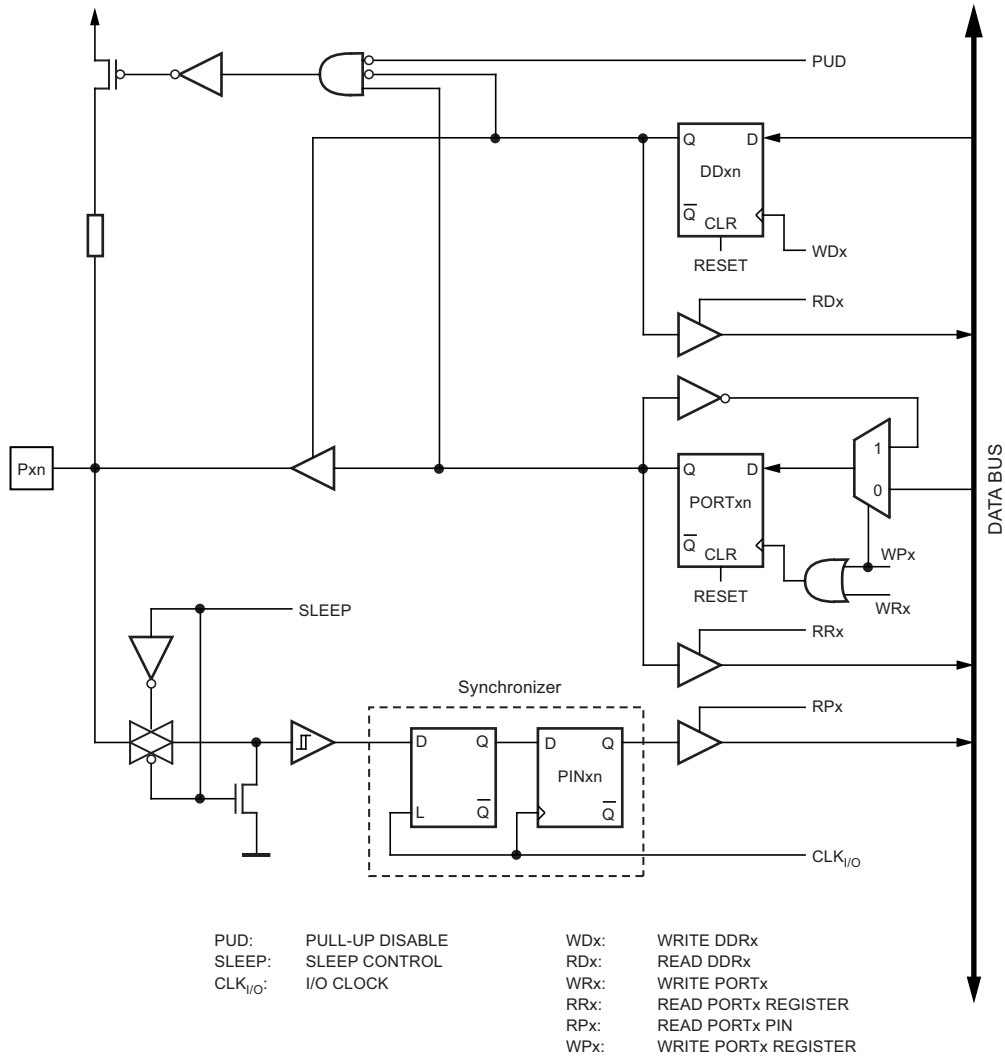 PUD
Q D
DDxn
Q
CLR
RESET
WDx
RDx
1
0
Pxn
Q D
PORTxn
Q
CLR
RESET
WPx
WRx
DATA BUS
SLEEP
RRx
Synchronizer
RPx
D Q
L Q
D Q
PINxn
Q
CLKI/O
PUD: PULL-UP DISABLE
SLEEP: SLEEP CONTROL
CLKI/O: I/O CLOCK
WDx: WRITE DDRx
RDx: READ DDRx
WRx: WRITE PORTx
RRx: READ PORTx REGISTER
RPx: READ PORTx PIN
WPx: WRITE PORTx REGISTER